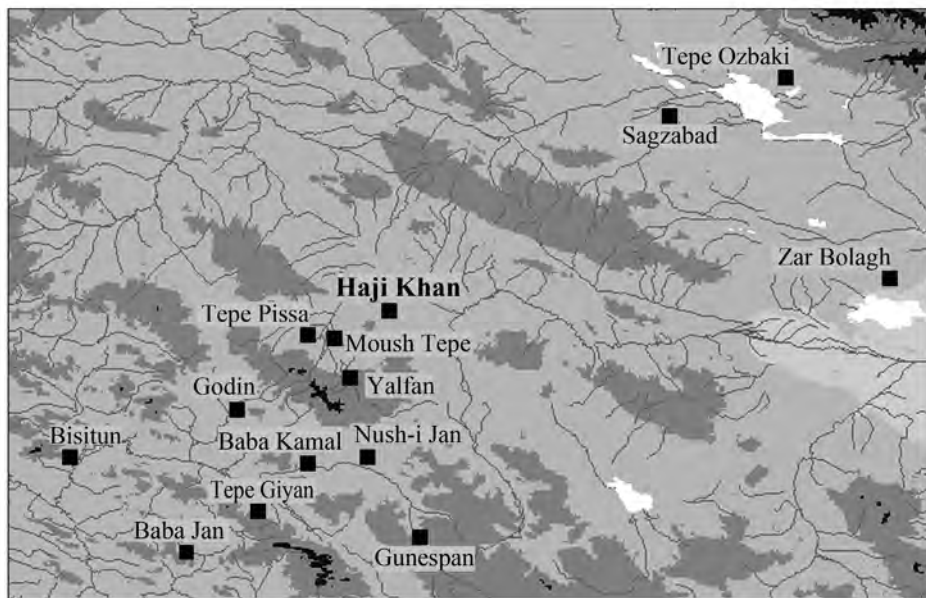 Tepe Ozbaki
Sagzabad
Zar Bolagh
Haji Khan
Tepe Pissa
Moush Tepe
Yalfan
Godin
Bisitun
Baba Kamal
Nush-i Jan
Tepe Giyan
Baba Jan
Gunespan